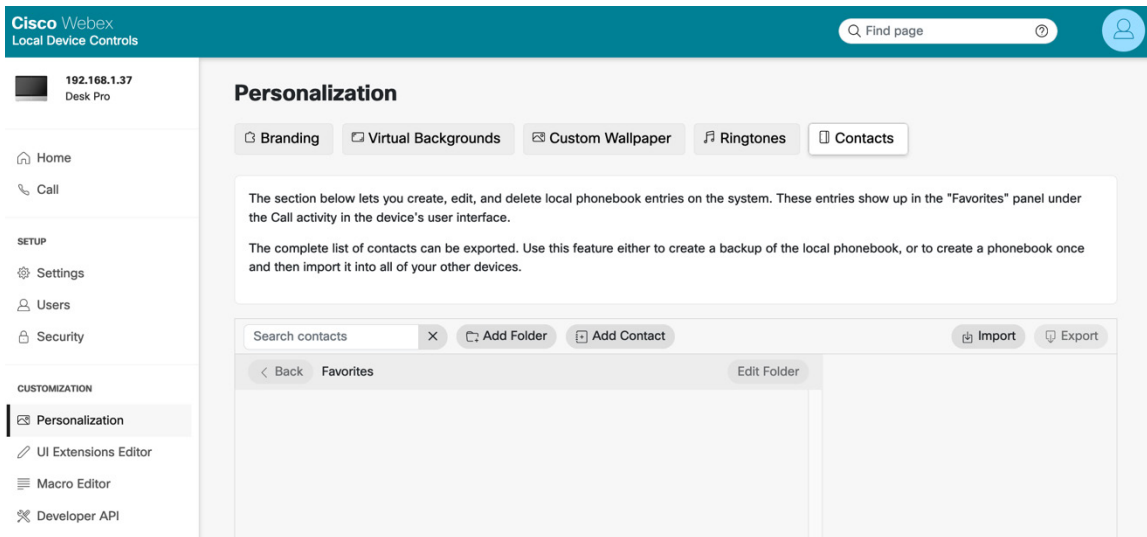 Cisco Webex
Local Device Controls
Find page
192.168.1.37
Desk Pro
Home
Call
SETUP
Settings
Users
Security
CUSTOMIZATION
Personalization
UI Extensions Editor
Macro Editor
Developer API
Personalization
Branding
Virtual Backgrounds
Custom Wallpaper
Ringtones
Contacts
The section below lets you create, edit, and delete local phonebook entries on the system. These entries show up in the "Favorites" panel under
the Call activity in the device's user interface.
The complete list of contacts can be exported. Use this feature either to create a backup of the local phonebook, or to create a phonebook once
and then import it into all of your other devices.
Search contacts
Add Folder
Add Contact
Import
Export
Back
Favorites
Edit Folder